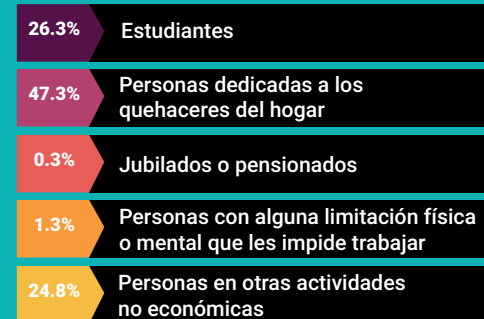 26.3%
Estudiantes
47.3%
Personas dedicadas a los
quehaceres del hogar
0.3%
Jubilados o pensionados
1.3%
Personas con alguna limitación física
o mental que les impide trabajar
24.8%
Personas en otras actividades
no económicas